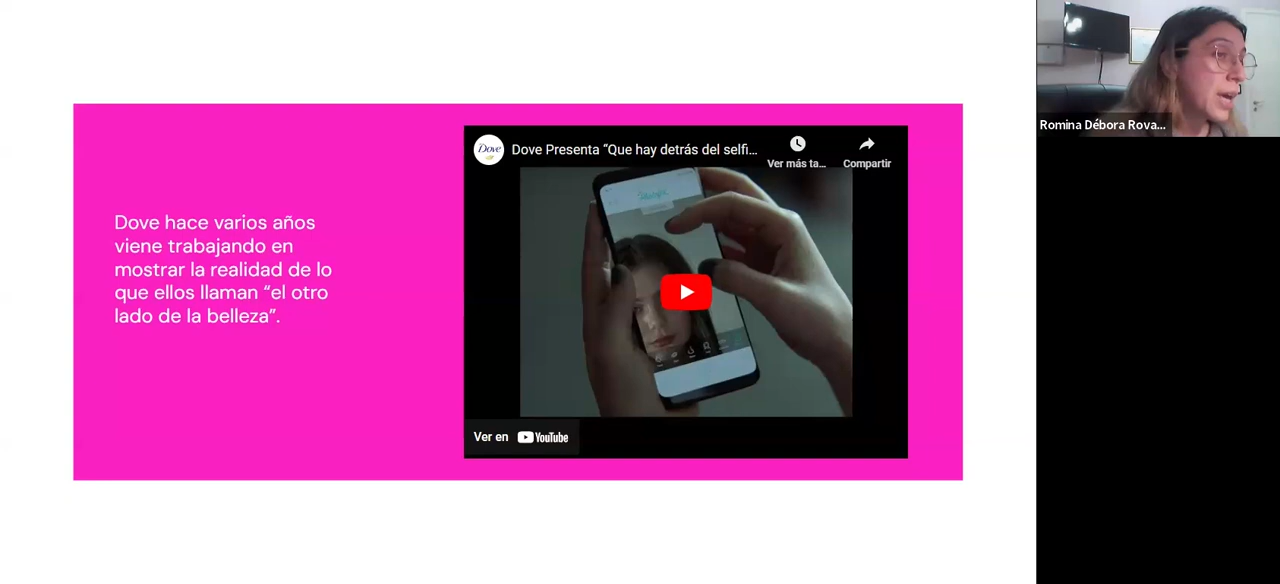 Dove hace varios años
viene trabajando en
mostrar la realidad de lo
que ellos llaman “el otro
lado de la belleza”.
Dove
Dove Presenta “Que hay detrás del selfi...
Ver más ta...
Compartir
Ver en YouTube
Romina Débora Rova...